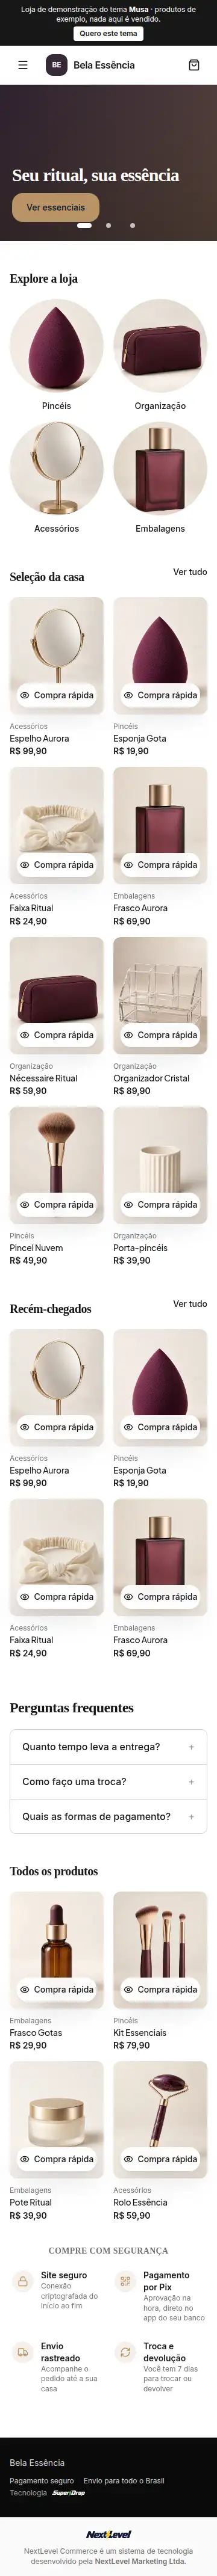 Loja de demonstração do tema Musa · produtos de
exemplo, nada aqui é vendido.
Quero este tema
BE
Bela Essência
Seu ritual, sua essência
Ver essenciais
Explore a loja
Pincéis
Organização
Acessórios
Embalagens
Seleção da casa
Ver tudo
Compra rápida
Compra rápida
Acessórios
Espelho Aurora
R$ 99,90
Pincéis
Esponja Gota
R$ 19,90
Compra rápida
Compra rápida
Acessórios
Faixa Ritual
R$ 24,90
Embalagens
Frasco Aurora
R$ 69,90
Compra rápida
Compra rápida
Organização
Nécessaire Ritual
R$ 59,90
Organização
Organizador Cristal
R$ 89,90
Compra rápida
Compra rápida
Pincéis
Pincel Nuvem
R$ 49,90
Organização
Porta-pincéis
R$ 39,90
Recém-chegados
Ver tudo
Compra rápida
Compra rápida
Acessórios
Espelho Aurora
R$ 99,90
Pincéis
Esponja Gota
R$ 19,90
Compra rápida
Compra rápida
Acessórios
Faixa Ritual
R$ 24,90
Embalagens
Frasco Aurora
R$ 69,90
Perguntas frequentes
Quanto tempo leva a entrega? +
Como faço uma troca? +
Quais as formas de pagamento? +
Todos os produtos
Compra rápida
Compra rápida
Embalagens
Frasco Gotas
R$ 29,90
Pincéis
Kit Essenciais
R$ 79,90
Compra rápida
Compra rápida
Embalagens
Pote Ritual
R$ 39,90
Acessórios
Rolo Essência
R$ 59,90
COMPRE COM SEGURANÇA
Site seguro
Conexão
criptografada do
início ao fim
Pagamento
por Pix
Aprovação na
hora, direto no
app do seu banco
Envio
rastreado
Acompanhe o
pedido até a sua
casa
Troca e
devolução
Você tem 7 dias
para trocar ou
devolver
Bela Essência
Pagamento seguro
Envio para todo o Brasil
Tecnologia
SuperDrop
NextLevel
NextLevel Commerce é um sistema de tecnologia
desenvolvido pela NextLevel Marketing Ltda.